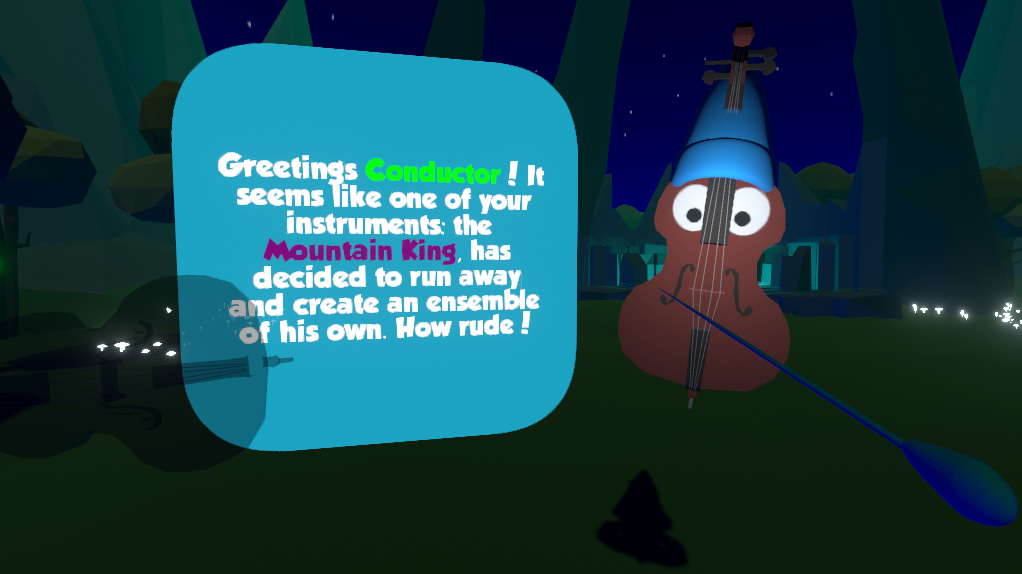 Greetings Conductor! It
seems like one of your
instruments: the
Mountain King, has
decided to run away
and create an ensemble
of his own. How rude!